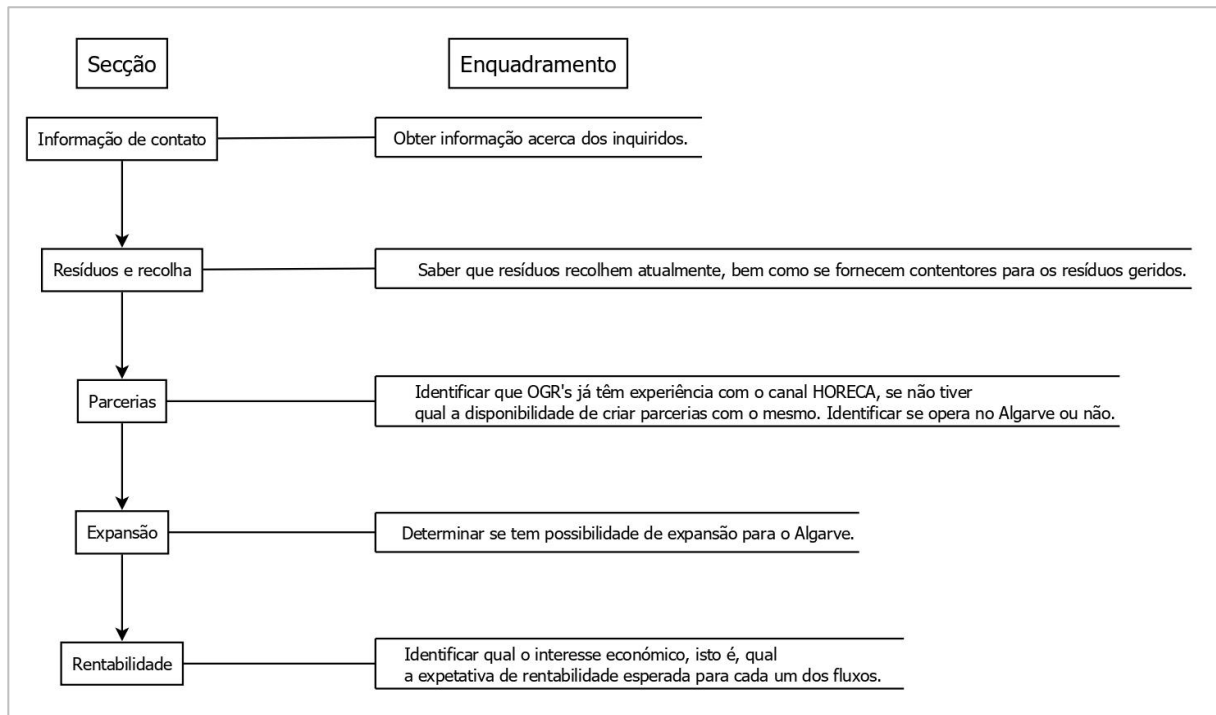 Secção
Enquadramento
Informação de contato
Obter informação acerca dos inquiridos.
Resíduos e recolha
Saber que resíduos recolhem atualmente, bem como se fornecem contentores para os resíduos geridos.
Parcerias
Identificar que OGR's já têm experiência com o canal HORECA, se não tiver
qual a disponibilidade de criar parcerias com o mesmo. Identificar se opera no Algarve ou não.
Expansão
Determinar se tem possibilidade de expansão para o Algarve.
Rentabilidade
Identificar qual o interesse económico, isto é, qual
a expetativa de rentabilidade esperada para cada um dos fluxos.